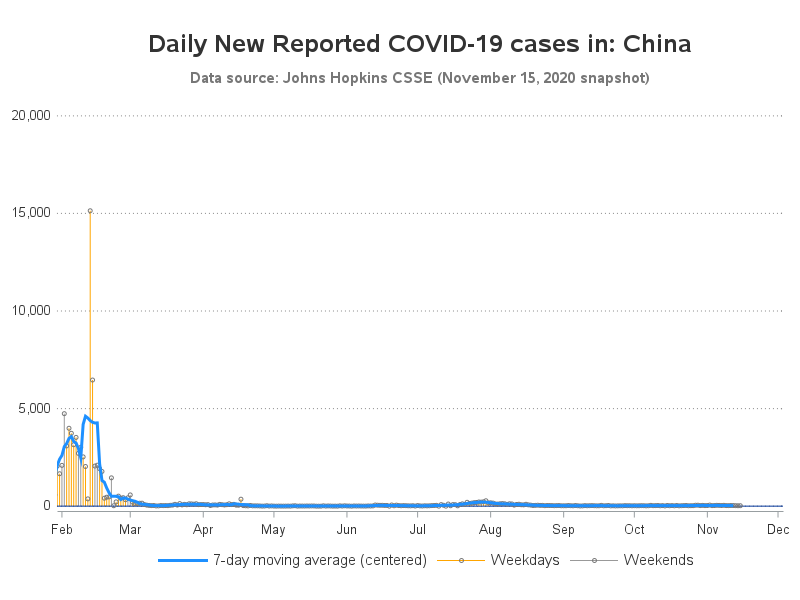 Daily New Reported COVID-19 cases in: China
Data source: Johns Hopkins CSSE (November 15, 2020 snapshot)
20,000
15,000
10,000
5,000
0
Feb Mar Apr May Jun Jul Aug Sep Oct Nov Dec
7-day moving average (centered) Weekdays Weekends